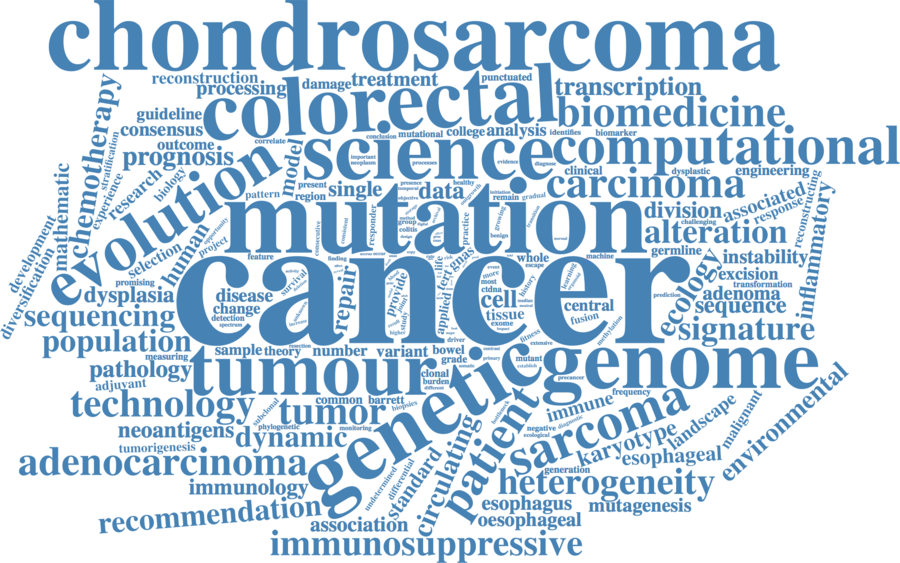 chondrosarcoma
reconstruction
processing
damage
treatment
punctuated
transcription
colorectal
biomedicine
guideline
consensus
correlate
conclusion
mutational
college
analysis
identifies
biomarker
outcome
prognosis
model
science
computational
chemotherapy
stratification
experience
research
biology
evolution
important
neoplasm
processes
evidence
diagnose
clinical
dysplastic
engineering
carcinoma
pattern
present
region
single
data
healthy
remain
gradual
mutation
division
challenging
associated
response
reconstructing
inflammatory
alteration
germline
development
diversification
mathematic
selection
human
project
opportunity
feature
consecutive
consistent
responder
group
colitis
practice
growing
benign
finding
whole
escape
machine
instability
ecology
excision
transformation
promising
dysplasia
disease
change
detection
spectrum
survival
repair
provide
applied
life
cancer
cell
ctdna
tissue
exome
history
learning
central
fusion
prediction
adenoma
sequence
sequencing
population
measuring
pathology
adjuvant
sample
theory
number
variant
bowel
grade
driver
fitness
methylation
signature
tumour
clonal
burden
different
primary
mutant
establish
extensive
precancer
genome
technology
subclonal
tumor
common
barrett
biopsies
genetic
neoantigens
phylogenetic
monitoring
dynamic
tumorigenesis
patient
immune
frequency
negative
diagnostic
ecological
sarcoma
karyotype
landscape
malignant
environmental
adenocarcinoma
immunology
undetermined
differential
standard
circulating
generation
esophageal
heterogeneity
recommendation
association
esophagus
oesophageal
mutagenesis
immunosuppressive